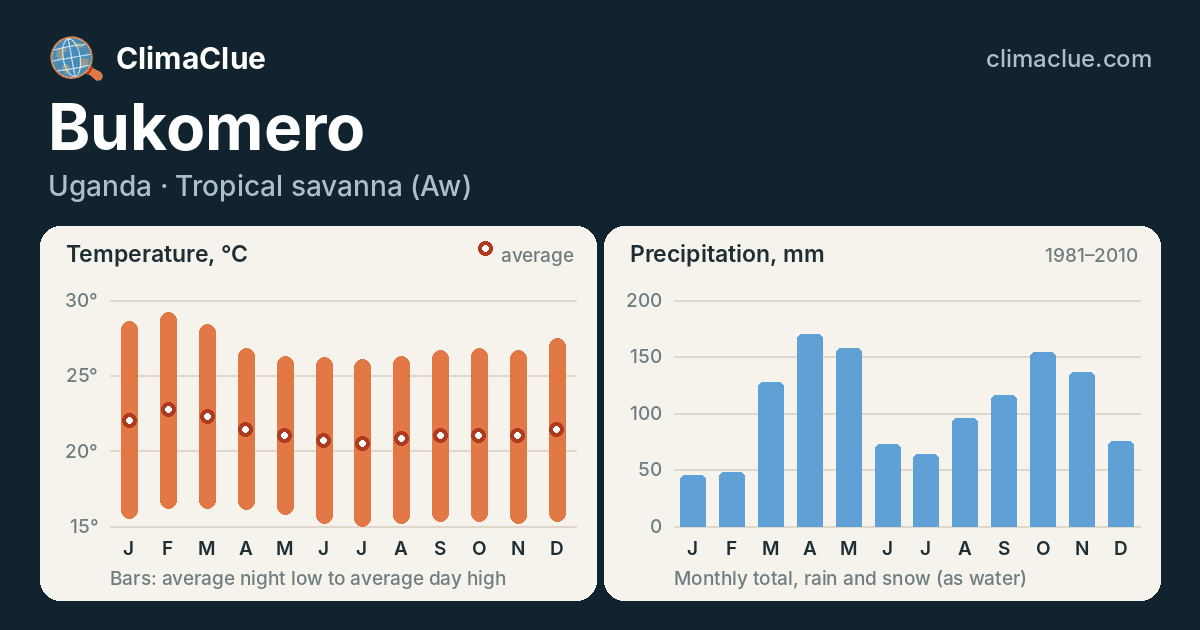 ClimaClue
climaclue.com
Bukomero
Uganda · Tropical savanna (Aw)
Temperature, °C
average
30°
25°
20°
15°
J F M A M J J A S O N D
Bars: average night low to average day high
Precipitation, mm
1981–2010
200
150
100
50
0
J F M A M J J A S O N D
Monthly total, rain and snow (as water)